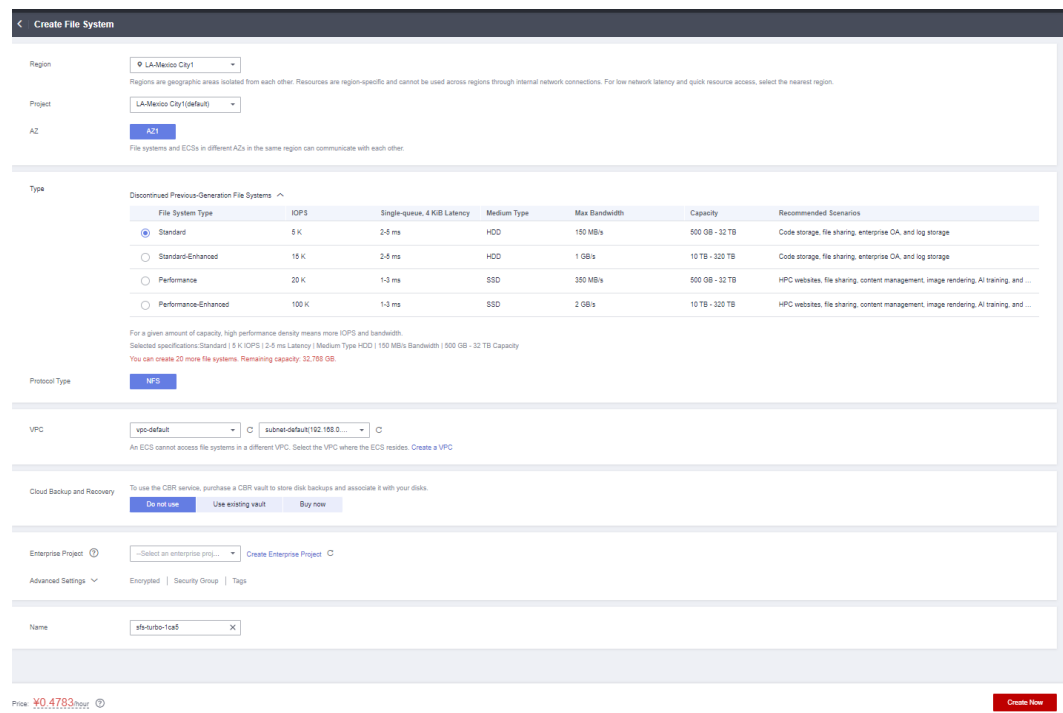 Create File System
Region
LA-Mexico City1
Regions are geographic areas isolated from each other. Resources are region-specific and cannot be used across regions through internal network connections. For low network latency and quick resource access, select the nearest region.
Project
LA-Mexico City1(default)
AZ
AZ1
File systems and ECSs in different AZs in the same region can communicate with each other.
Type
Discontinued Previous-Generation File Systems
File System Type IOPS Single-queue, 4 KiB Latency Medium Type Max Bandwidth Capacity Recommended Scenarios
Standard 5 K 2-5 ms HDD 150 MB/s 500 GB - 32 TB Code storage, file sharing, enterprise OA, and log storage
Standard-Enhanced 15 K 2-5 ms HDD 1 GB/s 10 TB - 320 TB Code storage, file sharing, enterprise OA, and log storage
Performance 20 K 1-3 ms SSD 350 MB/s 500 GB - 32 TB HPC websites, file sharing, content management, image rendering, AI training, and ...
Performance-Enhanced 100 K 1-3 ms SSD 2 GB/s 10 TB - 320 TB HPC websites, file sharing, content management, image rendering, AI training, and ...
For a given amount of capacity, high performance density means more IOPS and bandwidth.
Selected specifications:Standard | 5 K IOPS | 2-5 ms Latency | Medium Type HDD | 150 MB/s Bandwidth | 500 GB - 32 TB Capacity
You can create 20 more file systems. Remaining capacity: 32,768 GB.
Protocol Type
NFS
VPC
vpc-default subnet-default(192.168.0....
An ECS cannot access file systems in a different VPC. Select the VPC where the ECS resides. Create a VPC
Cloud Backup and Recovery
To use the CBR service, purchase a CBR vault to store disk backups and associate it with your disks.
Do not use Use existing vault Buy now
Enterprise Project ?
--Select an enterprise proj... Create Enterprise Project
Advanced Settings
Encrypted | Security Group | Tags
Name
sfs-turbo-1ca5
Price: ¥0.4783/hour ?
Create Now